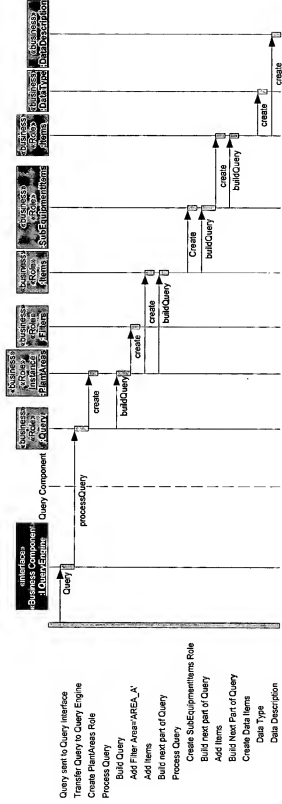 «interface»
«Business Component»
:IQueryEngine
Query Component
«business»
«Role»
:Query
«business»
«Role»
Instance
:PlantAreas
«business»
«Role»
:Filters
«business»
«Role»
:Items
«business»
«Role»
:SubEquipmentItems
«business»
«Role»
:Items
«business»
:DataType
«business»
:DataDescription
Query sent to Query Interface
Query
Transfer Query to Query Engine
processQuery
Create PlantAreas Role
create
Process Query
Build Query
buildQuery
Add Filter Area='AREA_A'
create
Add Items
create
Build next part of Query
buildQuery
Process Query
Create SubEquipmentItems Role
Create
Build next part of Query
buildQuery
Add Items
create
Build Next Part of Query
buildQuery
Create Data Items
Data Type
create
Data Description
create